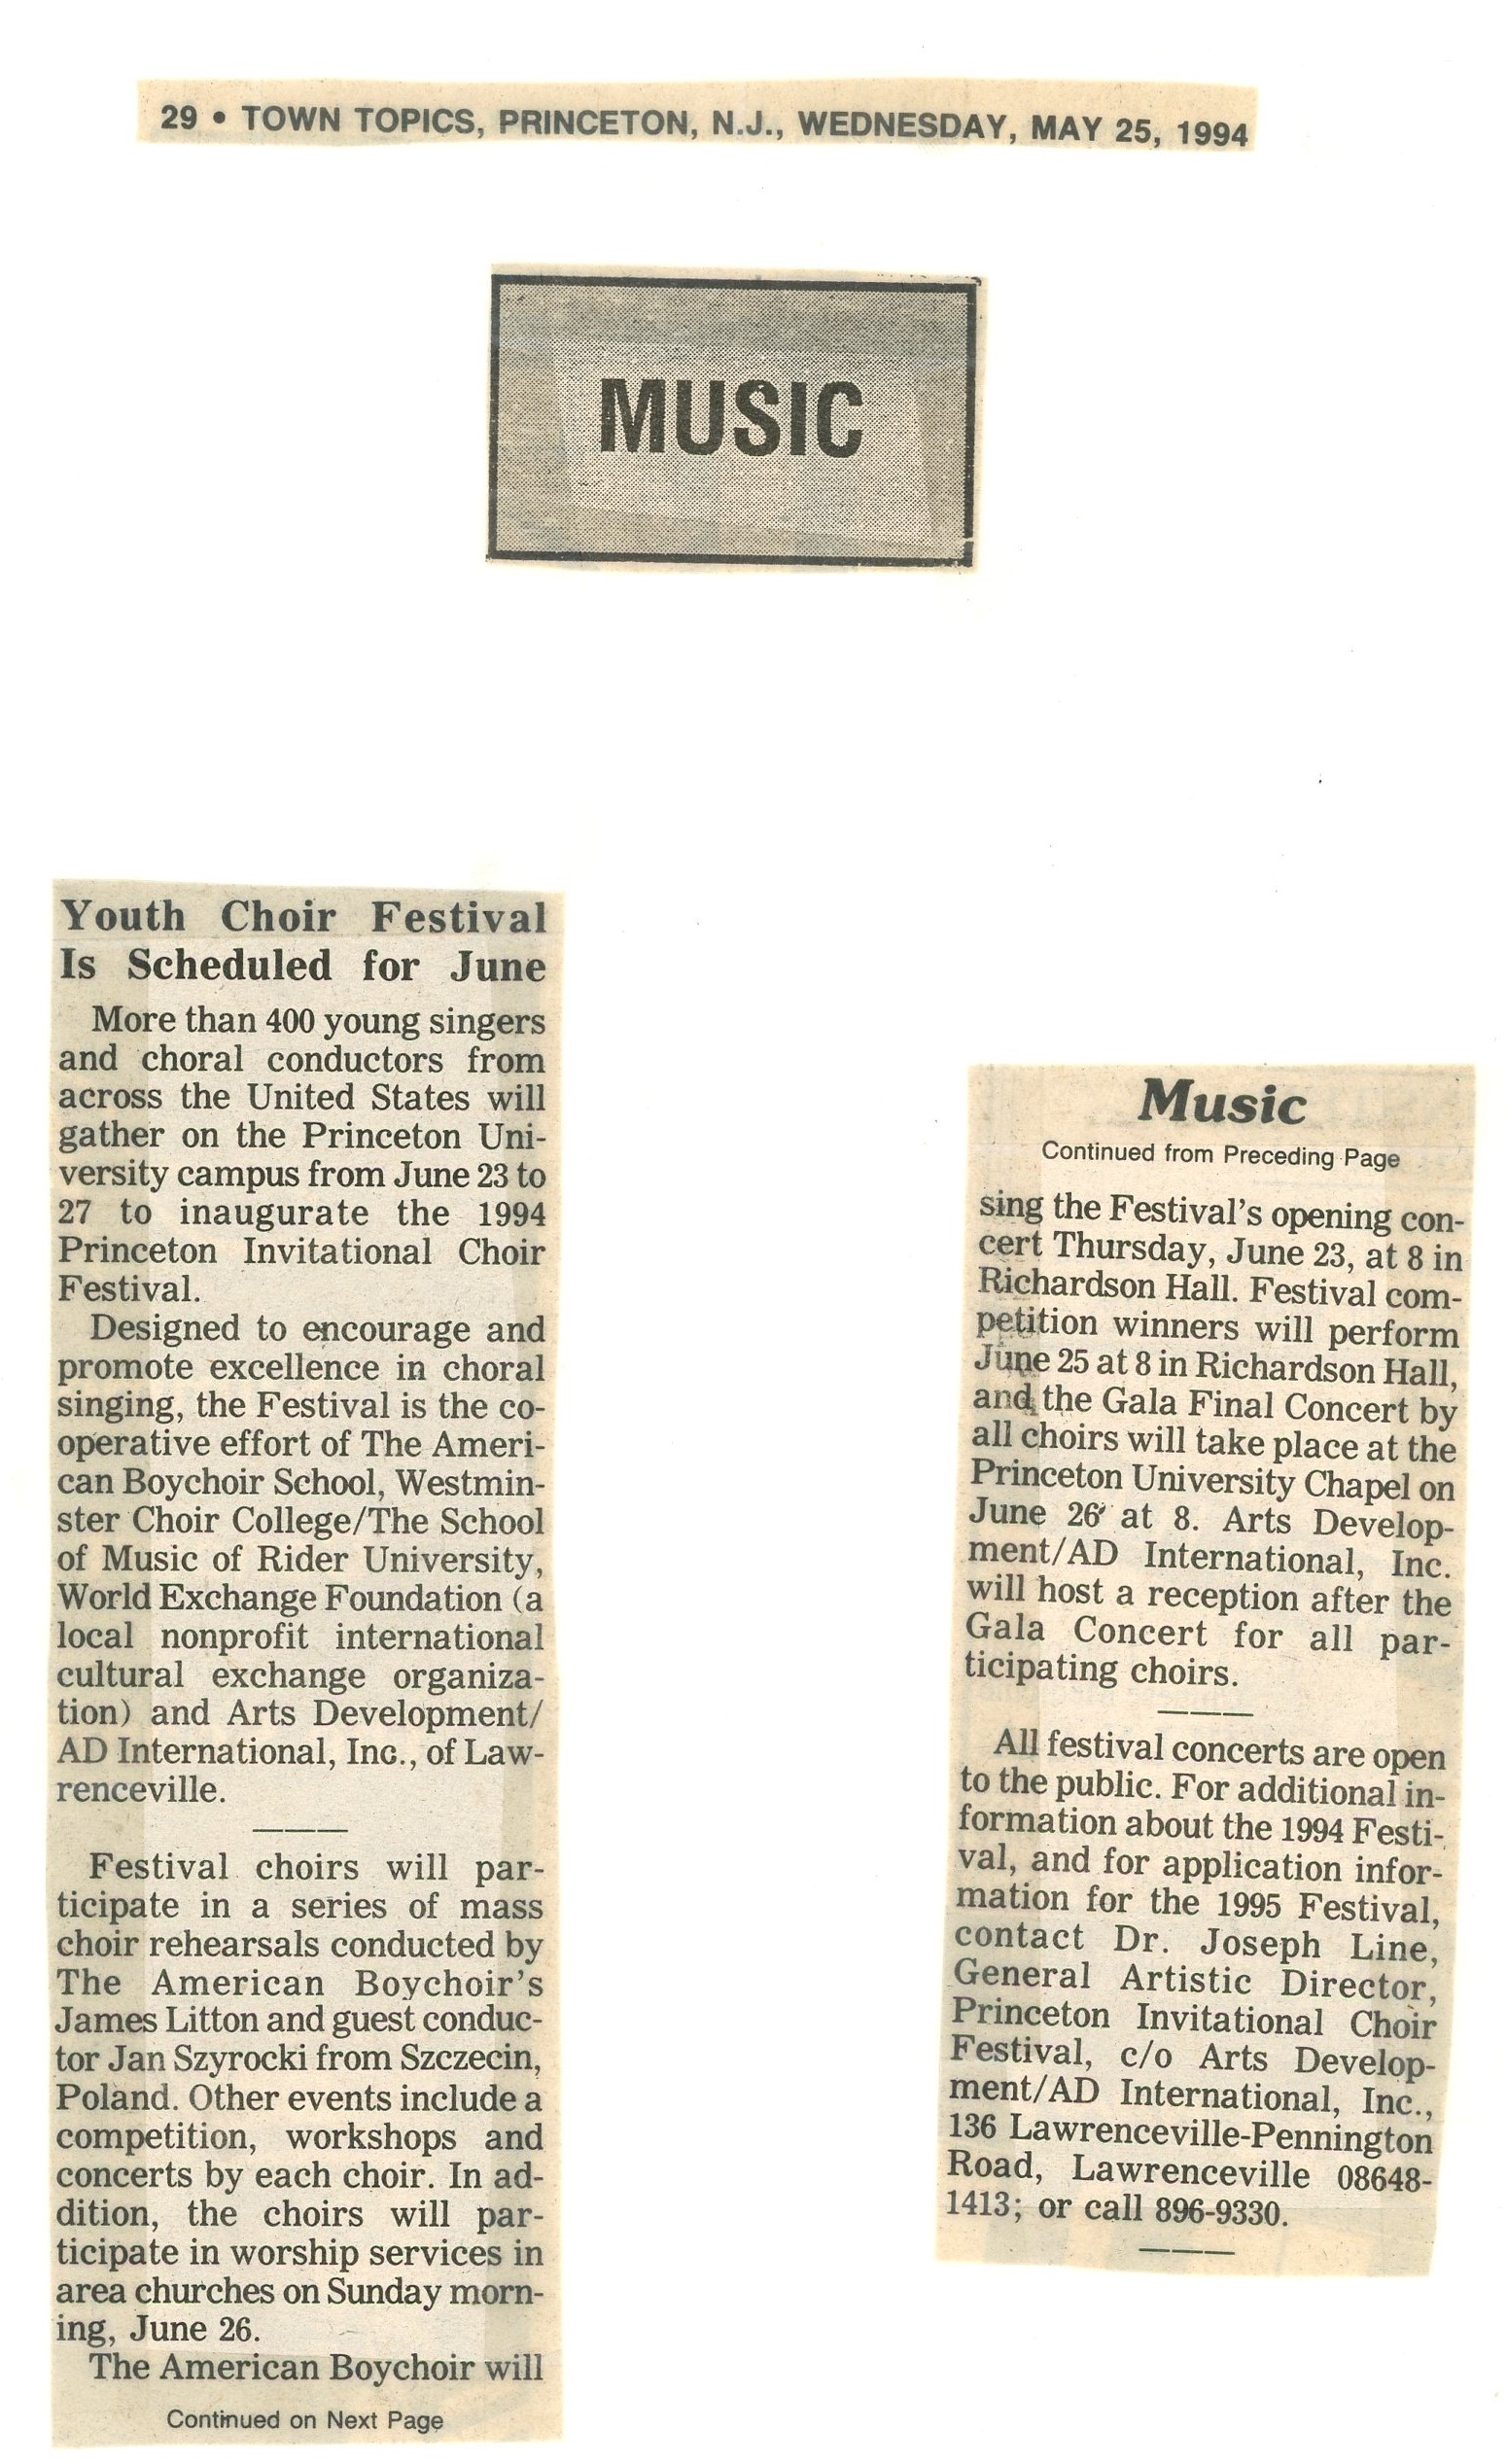 29 • TOWN TOPICS, PRINCETON, N.J., WEDNESDAY, MAY 25, 1994
MUSIC
Youth Choir Festival
Is Scheduled for June
More than 400 young singers
and choral conductors from
across the United States will
gather on the Princeton Uni-
versity campus from June 23 to
27 to inaugurate the 1994
Princeton Invitational Choir
Festival.
Designed to encourage and
promote excellence in choral
singing, the Festival is the co-
operative effort of The Ameri-
can Boychoir School, Westmin-
ster Choir College/The School
of Music of Rider University,
World Exchange Foundation (a
local nonprofit international
cultural exchange organiza-
tion) and Arts Development/
AD International, Inc., of Law-
renceville.
Festival choirs will par-
ticipate in a series of mass
choir rehearsals conducted by
The American Boychoir's
James Litton and guest conduc-
tor Jan Szyrocki from Szczecin,
Poland. Other events include a
competition, workshops and
concerts by each choir. In ad-
dition, the choirs will par-
ticipate in worship services in
area churches on Sunday morn-
ing, June 26.
The American Boychoir will
Continued on Next Page
Music
Continued from Preceding Page
sing the Festival's opening con-
cert Thursday, June 23, at 8 in
Richardson Hall. Festival com-
petition winners will perform
June 25 at 8 in Richardson Hall,
and the Gala Final Concert by
all choirs will take place at the
Princeton University Chapel on
June 26 at 8. Arts Develop-
ment/AD International, Inc.
will host a reception after the
Gala Concert for all par-
ticipating choirs.
All festival concerts are open
to the public. For additional in-
formation about the 1994 Festi-
val, and for application infor-
mation for the 1995 Festival,
contact Dr. Joseph Line,
General Artistic Director,
Princeton Invitational Choir
Festival, c/o Arts Develop-
ment/AD International, Inc.,
136 Lawrenceville-Pennington
Road, Lawrenceville 08648-
1413; or call 896-9330.